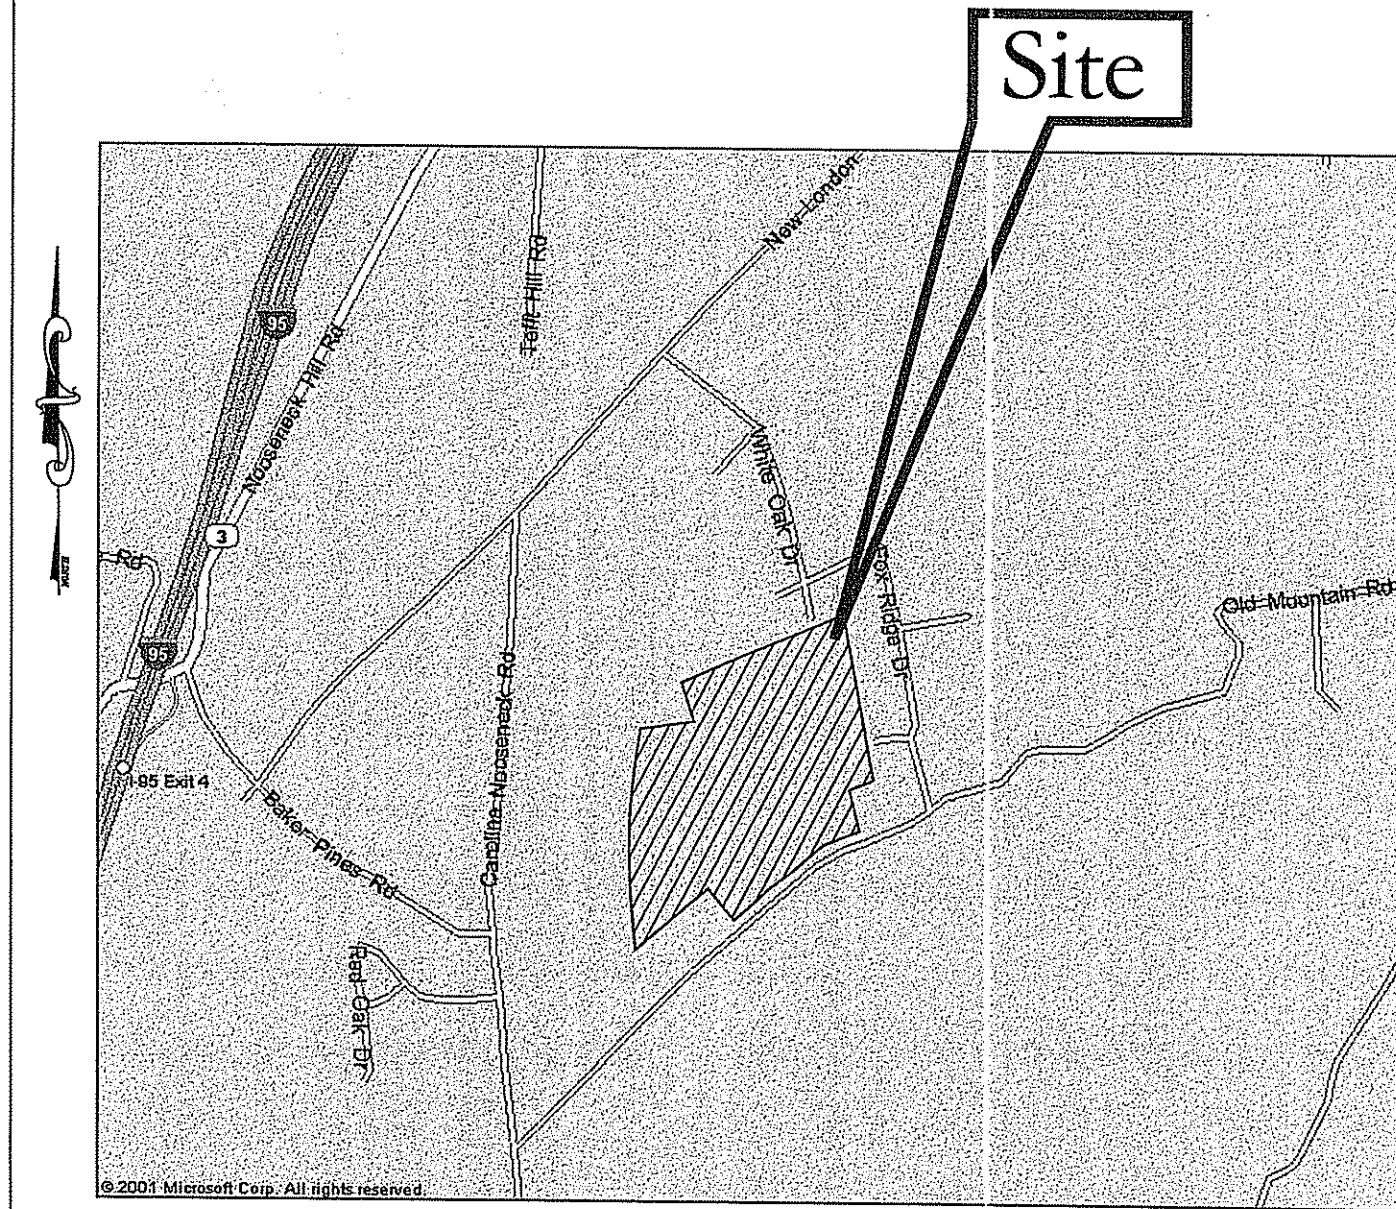 Site
New London
95
Nooseneck Hill Rd
Tefft Hill Rd
White Oak Dr
3
Rd
Fox Ridge Dr
Old Mountain Rd
95
Carolina Nooseneck Rd
I-95 Exit 4
Baker Pines Rd
Red Oak Dr
NORTH
© 2001 Microsoft Corp. All rights reserved.